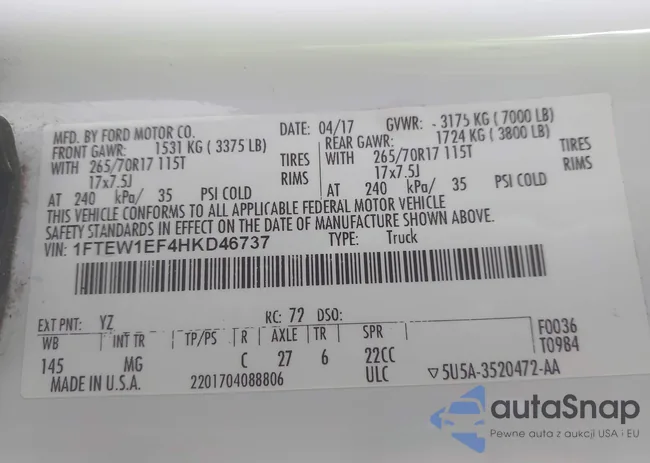 MFD. BY FORD MOTOR CO.
DATE: 04/17 GVWR: - 3175 KG ( 7000 LB)
FRONT GAWR: 1531 KG ( 3375 LB) REAR GAWR: 1724 KG ( 3800 LB)
WITH 265/70R17 115T TIRES WITH 265/70R17 115T TIRES
17x7.5J RIMS 17x7.5J RIMS
AT 240 kPa/ 35 PSI COLD AT 240 kPa/ 35 PSI COLD
THIS VEHICLE CONFORMS TO ALL APPLICABLE FEDERAL MOTOR VEHICLE
SAFETY STANDARDS IN EFFECT ON THE DATE OF MANUFACTURE SHOWN ABOVE.
VIN: 1FTEW1EF4HKD46737 TYPE: Truck
EXT PNT: YZ RC: 72 DSO:
WB INT TR TP/PS R AXLE TR SPR F0036
145 MG C 27 6 22CC T0984
MADE IN U.S.A. 2201704088806 ULC ▽ 5U5A-3520472-AA
autaSnap
Pewne auta z aukcji USA i EU